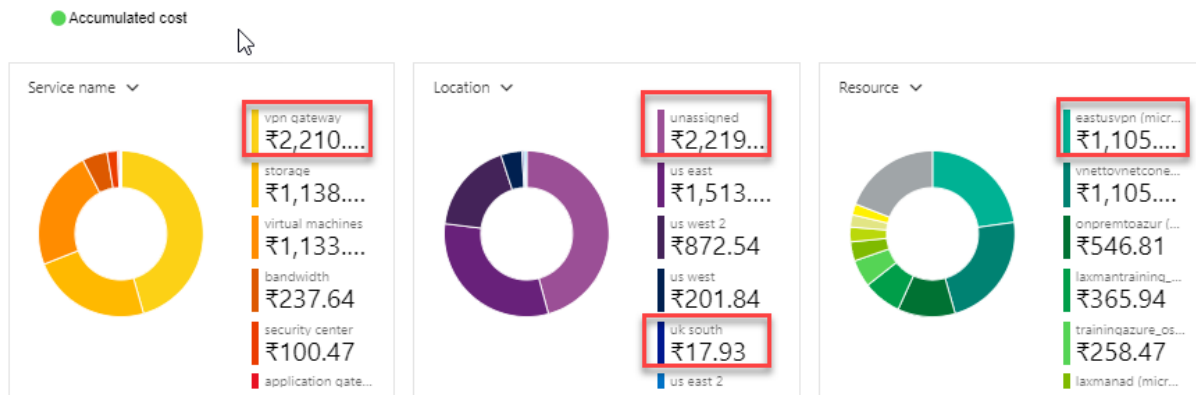 Accumulated cost
Service name
vpn gateway
₹2,210....
storage
₹1,138....
virtual machines
₹1,133....
bandwidth
₹237.64
security center
₹100.47
application gate...
Location
unassigned
₹2,219...
us east
₹1,513....
us west 2
₹872.54
us west
₹201.84
uk south
₹17.93
us east 2
Resource
eastusvpn (micr...
₹1,105....
vnettovnetcone...
₹1,105....
onpremtoazur (...
₹546.81
laxmantraining_...
₹365.94
trainingazure_os...
₹258.47
laxmanad (micr...